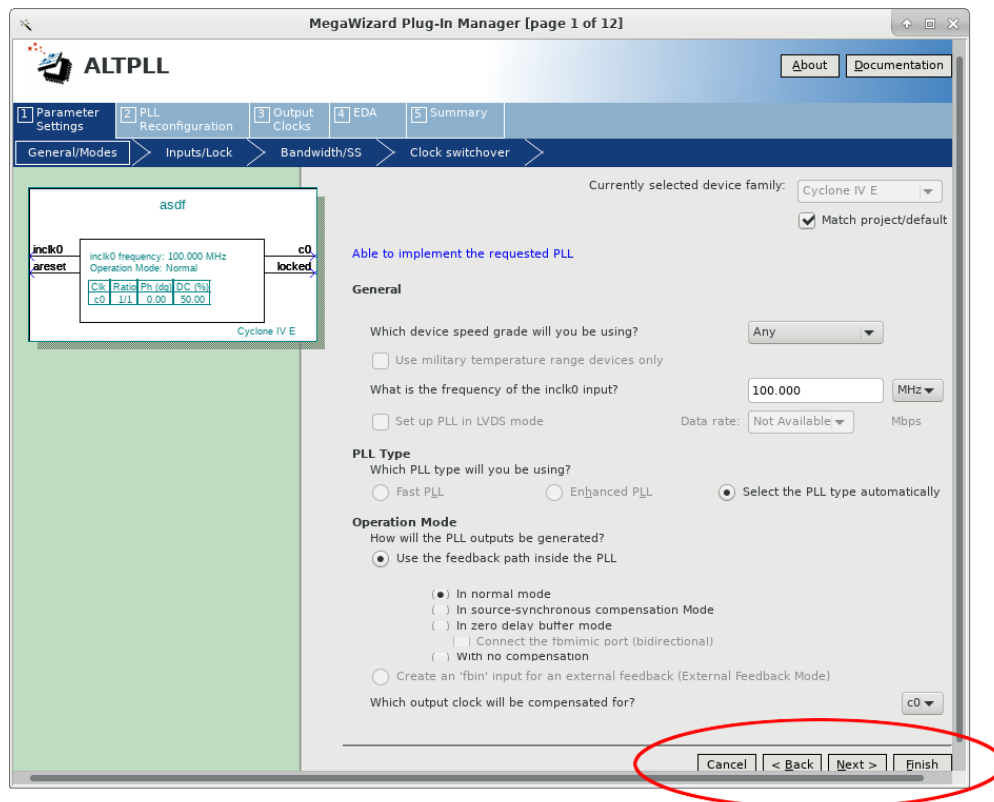 MegaWizard Plug-In Manager [page 1 of 12]
ALTPLL
About Documentation
1 Parameter Settings
2 PLL Reconfiguration
3 Output Clocks
4 EDA
5 Summary
General/Modes Inputs/Lock Bandwidth/SS Clock switchover
asdf
inclk0
areset
inclk0 frequency: 100.000 MHz
Operation Mode: Normal
Clk Ratio Ph (dg) DC (%)
c0 1/1 0.00 50.00
c0
locked
Cyclone IV E
Currently selected device family: Cyclone IV E
Match project/default
Able to implement the requested PLL
General
Which device speed grade will you be using? Any
Use military temperature range devices only
What is the frequency of the inclk0 input? 100.000 MHz
Set up PLL in LVDS mode Data rate: Not Available Mbps
PLL Type
Which PLL type will you be using?
Fast PLL Enhanced PLL Select the PLL type automatically
Operation Mode
How will the PLL outputs be generated?
Use the feedback path inside the PLL
In normal mode
In source-synchronous compensation Mode
In zero delay buffer mode
Connect the fbmimic port (bidirectional)
With no compensation
Create an 'fbin' input for an external feedback (External Feedback Mode)
Which output clock will be compensated for? c0
Cancel < Back Next > Finish